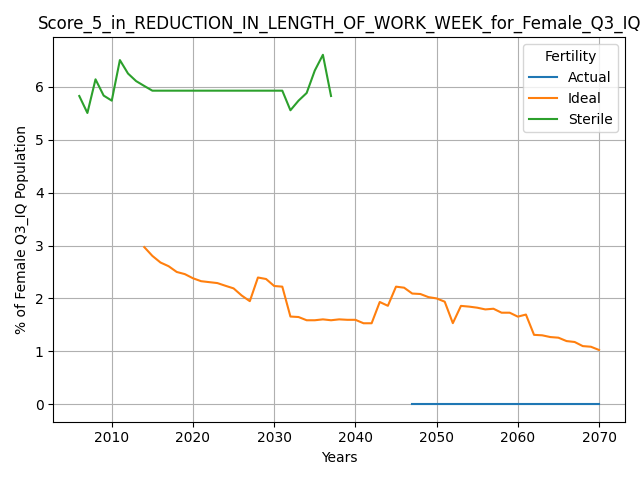 Score_5_in_REDUCTION_IN_LENGTH_OF_WORK_WEEK_for_Female_Q3_IQ
Fertility
Actual
Ideal
Sterile
% of Female Q3_IQ Population
6
5
4
3
2
1
0
2010 2020 2030 2040 2050 2060 2070
Years